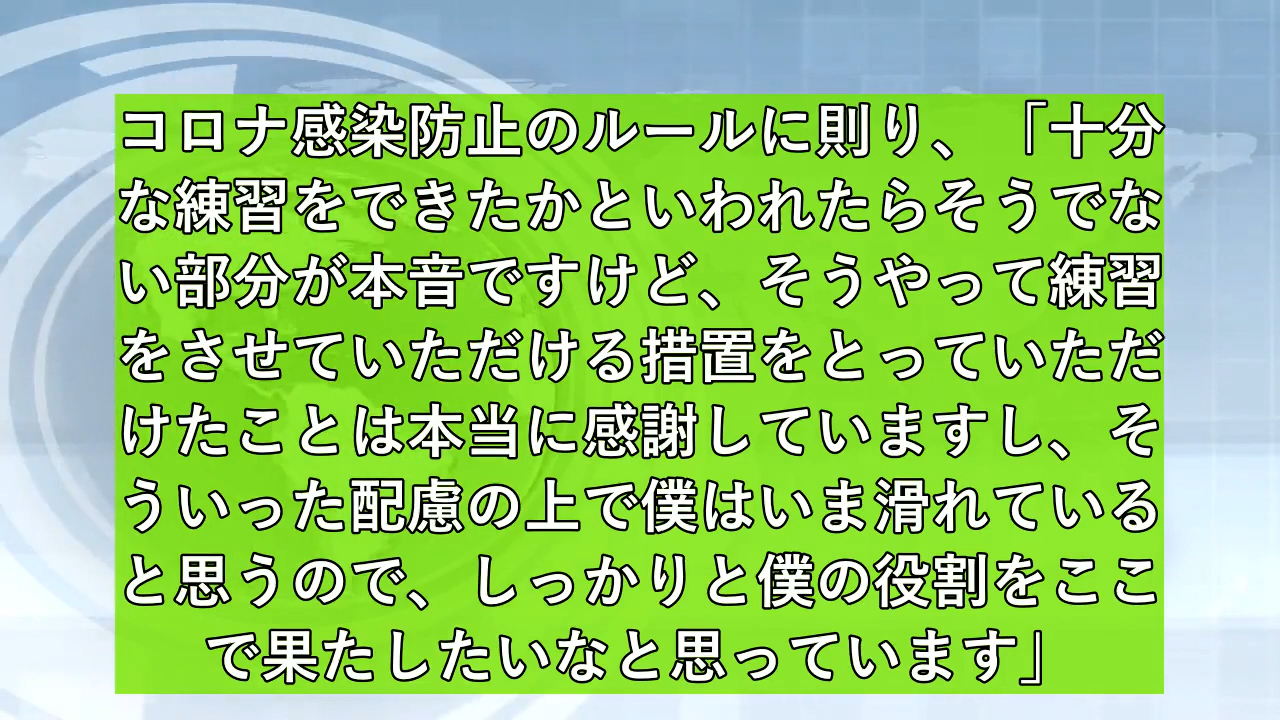 コロナ感染防止のルールに則り、「十分
な練習をできたかといわれたらそうでな
い部分が本音ですけど、そうやって練習
をさせていただける措置をとっていただ
けたことは本当に感謝していますし、そ
ういった配慮の上で僕はいま滑れている
と思うので、しっかりと僕の役割をここ
で果たしたいなと思っています」